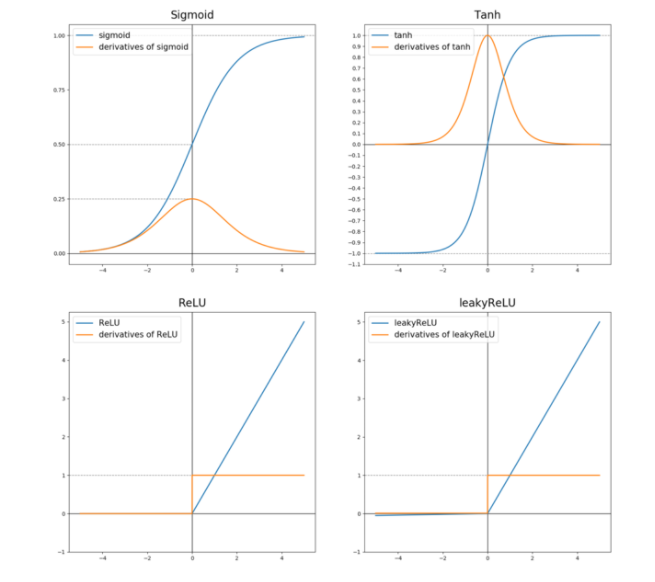 Sigmoid
sigmoid
derivatives of sigmoid
1.00
0.75
0.50
0.25
0.00
−4 −2 0 2 4
Tanh
tanh
derivatives of tanh
1.0
0.9
0.8
0.7
0.6
0.5
0.4
0.3
0.2
0.1
0.0
−0.1
−0.2
−0.3
−0.4
−0.5
−0.6
−0.7
−0.8
−0.9
−1.0
−1.1
−4 −2 0 2 4
ReLU
ReLU
derivatives of ReLU
5
4
3
2
1
0
−1
−4 −2 0 2 4
leakyReLU
leakyReLU
derivatives of leakyReLU
5
4
3
2
1
0
−1
−4 −2 0 2 4